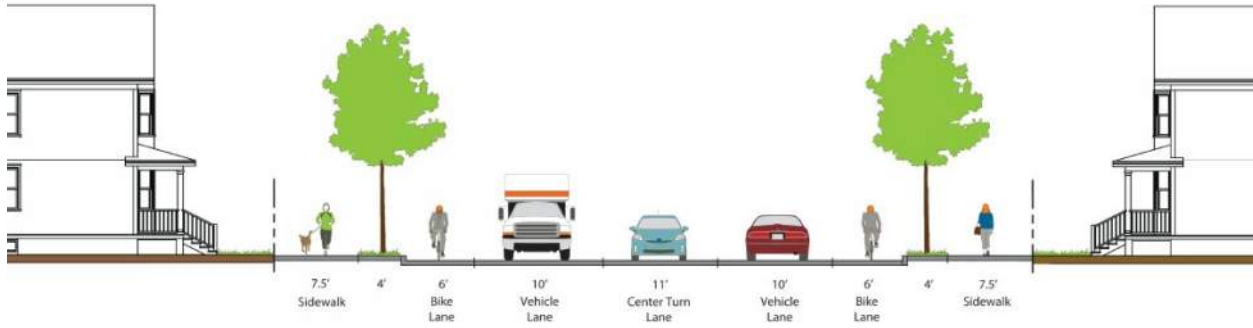 7.5' 4' 6' 10' 11' 10' 6' 4' 7.5'
Sidewalk Bike Vehicle Center Turn Vehicle Bike Sidewalk
Lane Lane Lane Lane Lane